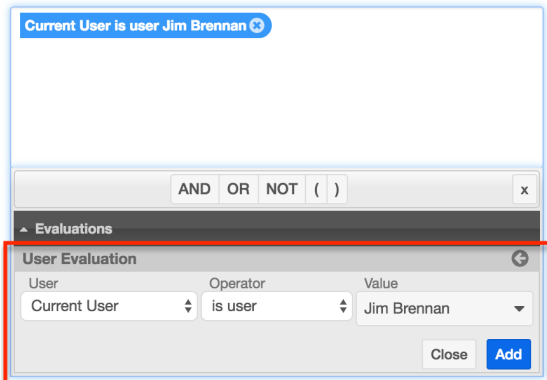 Current User is user Jim Brennan
AND OR NOT ( ) x
Evaluations
User Evaluation
User Operator Value
Current User is user Jim Brennan
Close Add